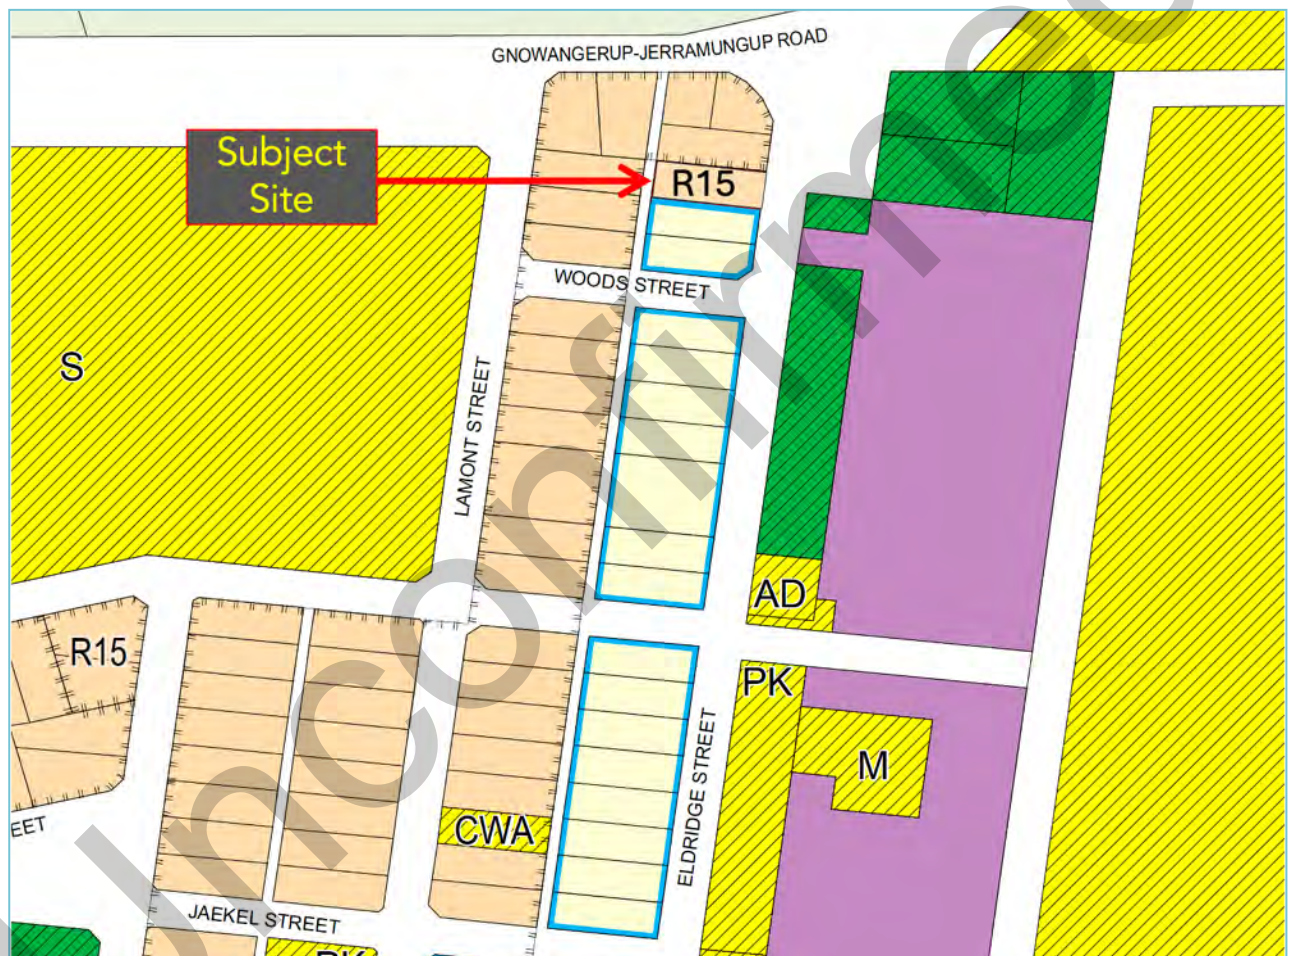 GNOWANGERUP-JERRAMUNGUP ROAD
Subject
Site
R15
WOODS STREET
S
LAMONT STREET
AD
R15
PK
ELDRIDGE STREET
M
CWA
EET
JAEKEL STREET
PK
Unconfirmed